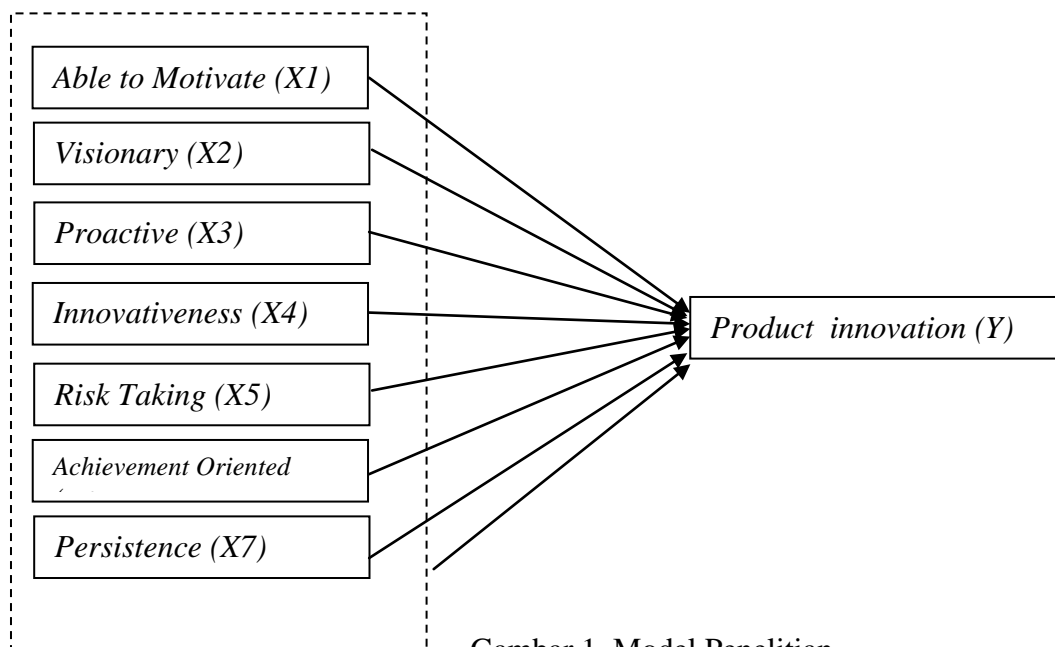 Able to Motivate (X1)
Visionary (X2)
Proactive (X3)
Innovativeness (X4)
Product innovation (Y)
Risk Taking (X5)
Achievement Oriented
Persistence (X7)
Gambar 1. Model Penelitian